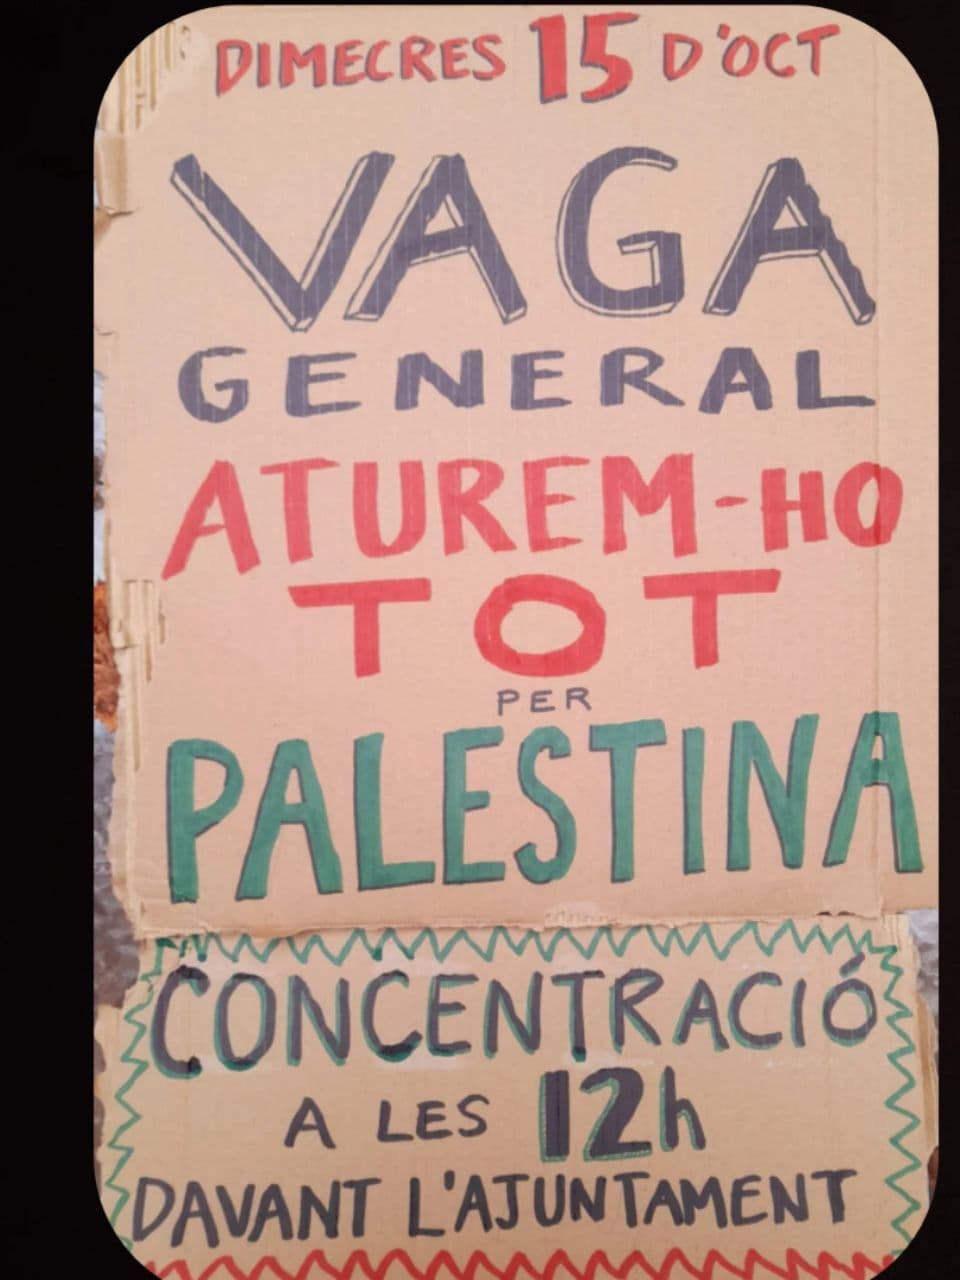 DIMECRES 15 D'OCT
VAGA
GENERAL
ATUREM-HO
TOT
PER
PALESTINA
CONCENTRACIÓ
A LES 12h
DAVANT L'AJUNTAMENT